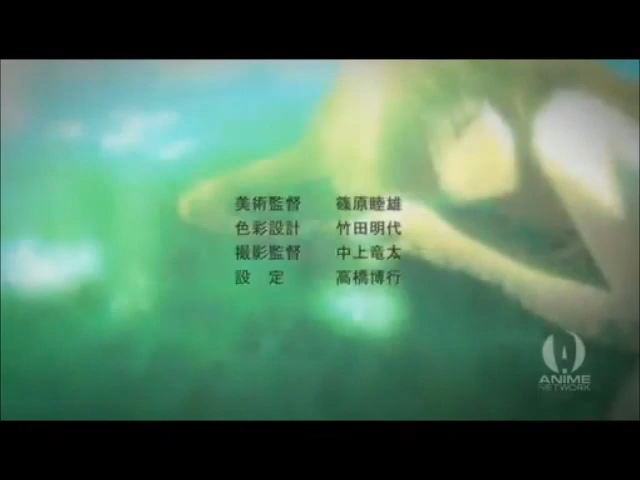 美術監督 篠原睦雄
色彩設計 竹田明代
撮影監督 中上竜太
設 定 高橋博行
ANIME
NETWORK